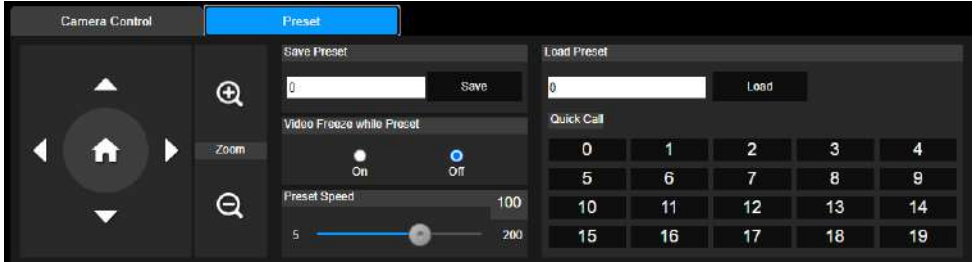 Camera Control
Preset
Zoom
Save Preset
0
Save
Video Freeze while Preset
On
Off
Preset Speed
100
5
200
Load Preset
0
Load
Quick Call
0 1 2 3 4
5 6 7 8 9
10 11 12 13 14
15 16 17 18 19